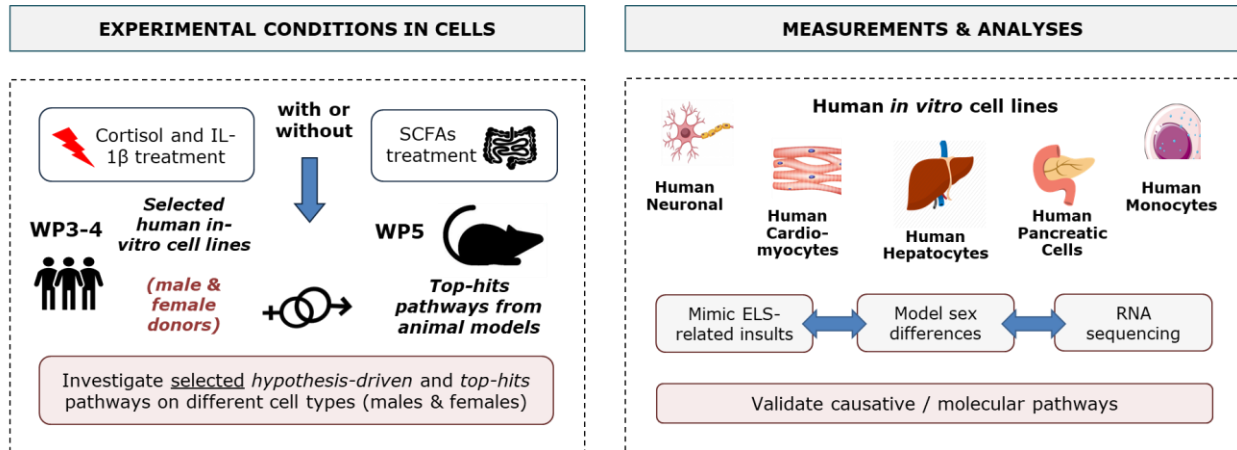 EXPERIMENTAL CONDITIONS IN CELLS
Cortisol and IL-
1β treatment
with or
without
SCFAs
treatment
WP3-4
Selected
human in-
vitro cell lines
(male &
female
donors)
WP5
Top-hits
pathways from
animal models
Investigate selected hypothesis-driven and top-hits
pathways on different cell types (males & females)
MEASUREMENTS & ANALYSES
Human in vitro cell lines
Human
Neuronal
Human
Cardio-
myocytes
Human
Hepatocytes
Human
Pancreatic
Cells
Human
Monocytes
Mimic ELS-
related insults
Model sex
differences
RNA
sequencing
Validate causative / molecular pathways